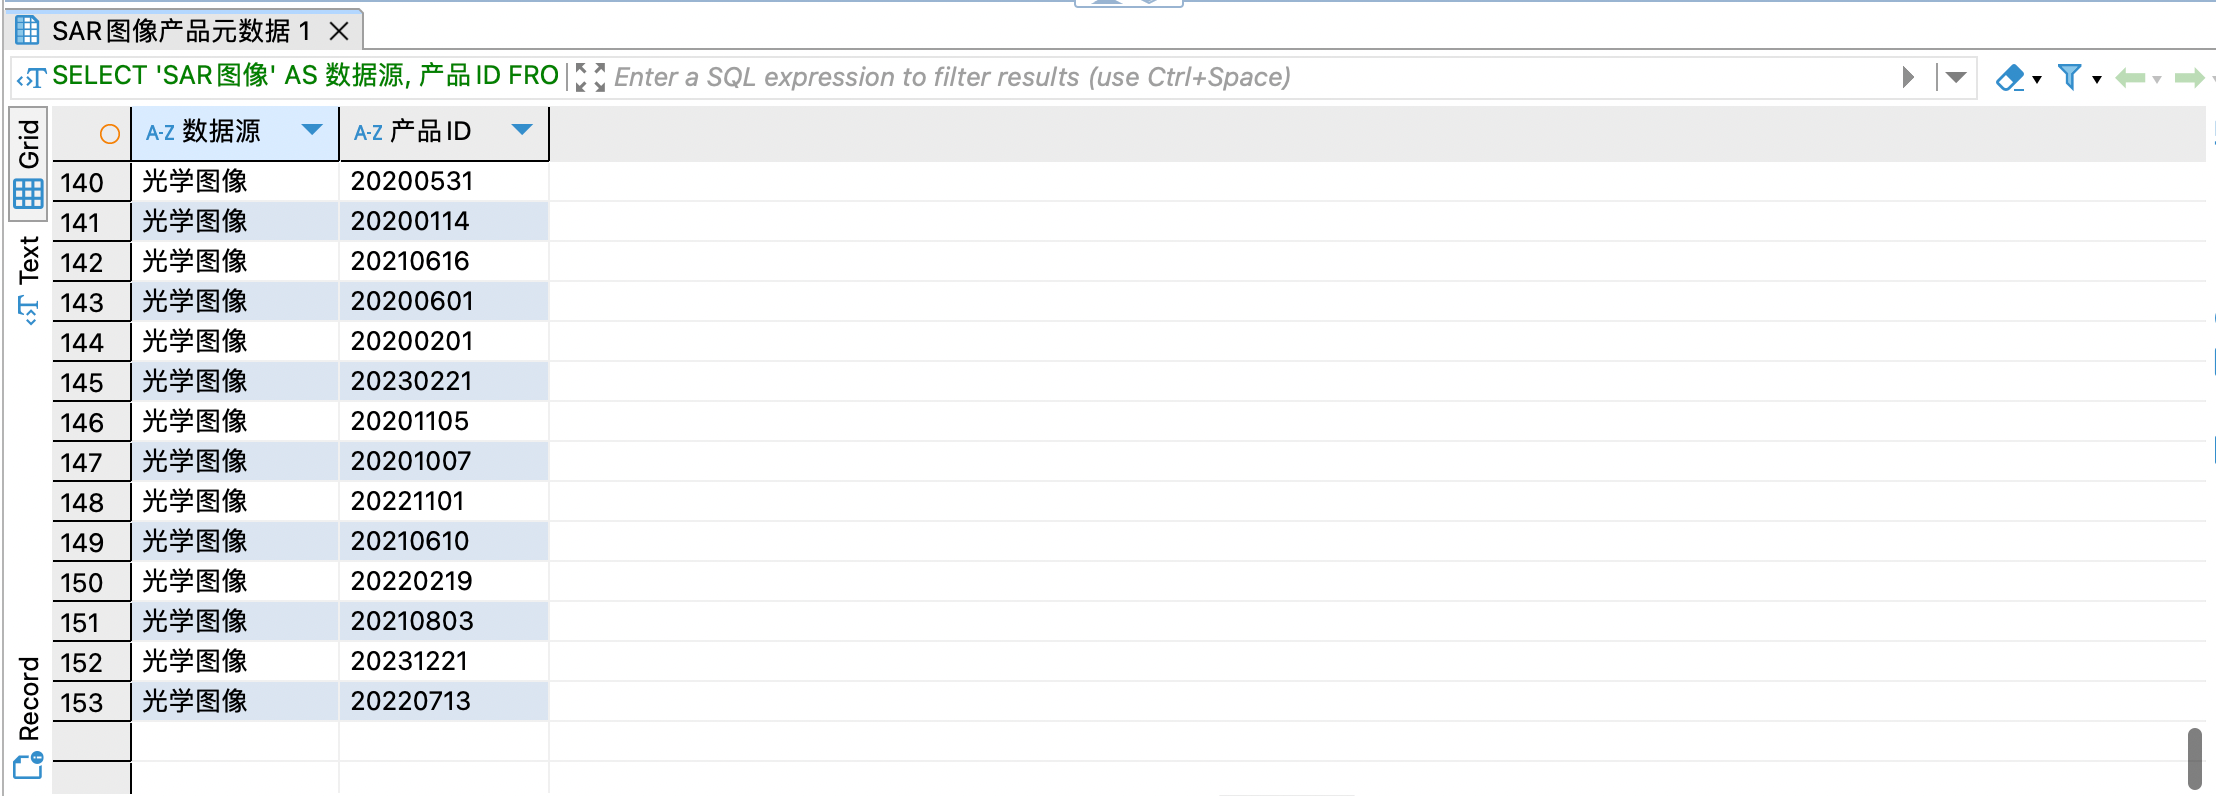 SAR图像产品元数据 1
SELECT 'SAR图像' AS 数据源, 产品ID FRO
Enter a SQL expression to filter results (use Ctrl+Space)
Grid
Text
Record
A-Z 数据源 A-Z 产品ID
140 光学图像 20200531
141 光学图像 20200114
142 光学图像 20210616
143 光学图像 20200601
144 光学图像 20200201
145 光学图像 20230221
146 光学图像 20201105
147 光学图像 20201007
148 光学图像 20221101
149 光学图像 20210610
150 光学图像 20220219
151 光学图像 20210803
152 光学图像 20231221
153 光学图像 20220713